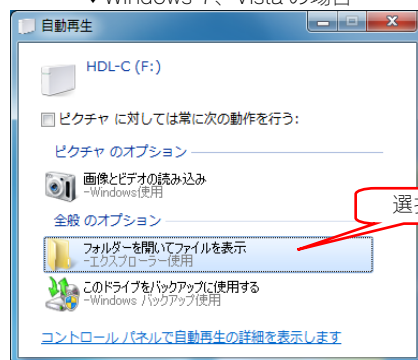 Windows 7、Vista の場合
自動再生
HDL-C (F:)
ピクチャ に対しては常に次の動作を行う:
ピクチャ のオプション
画像とビデオの読み込み
-Windows使用
全般 のオプション
フォルダーを開いてファイルを表示
-エクスプローラー使用
このドライブをバックアップに使用する
-Windows バックアップ使用
コントロール パネルで自動再生の詳細を表示します